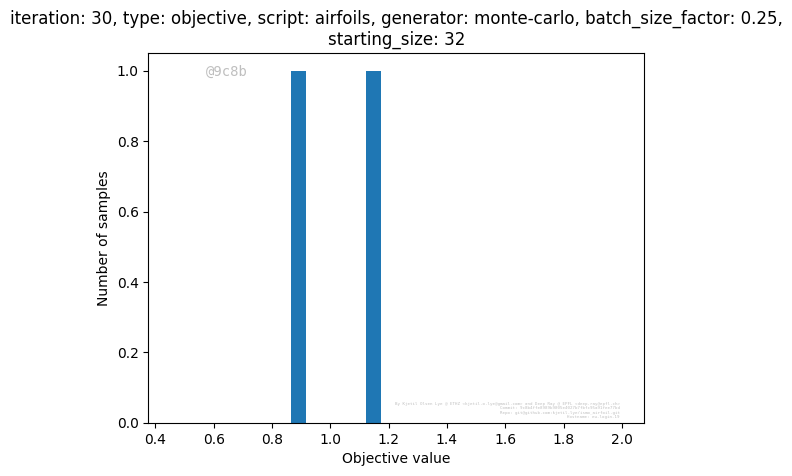 iteration: 30, type: objective, script: airfoils, generator: monte-carlo, batch_size_factor: 0.25,
starting_size: 32
@9c8b
1.0
0.8
0.6
0.4
0.2
0.0
Number of samples
0.4 0.6 0.8 1.0 1.2 1.4 1.6 1.8 2.0
Objective value